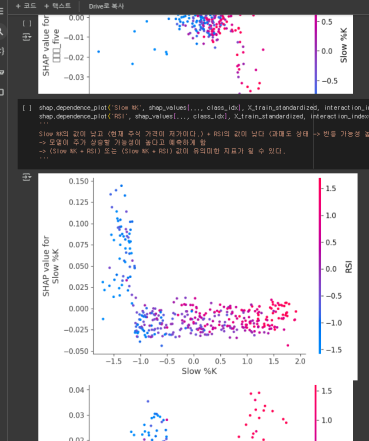 + 코드 + 텍스트 Drive로 복사
0.00
-0.01
-0.02
-0.03
SHAP value for
□□□_five
0.5
0.0
-0.5
Slow %K
[ ] shap.dependence_plot('Slow %K', shap_values[..., class_idx], X_train_standardized, interaction_i
shap.dependence_plot('RSI', shap_values[..., class_idx], X_train_standardized, interaction_index=
'''
Slow %K의 값이 낮고 (현재 주식 가격이 저가이다.) + RSI의 값이 낮다 (과매도 상태 -> 반등 가능성 높
-> 모델이 주가 상승할 가능성이 높다고 예측하게 함
-> (Slow %K + RSI) 또는 (Slow %K + RSI) 값이 유의미한 지표가 될 수 있다.
'''
0.150
0.125
0.100
0.075
0.050
0.025
0.000
-0.025
-0.050
SHAP value for
Slow %K
−1.5 −1.0 −0.5 0.0 0.5 1.0 1.5 2.0
Slow %K
1.5
1.0
0.5
0.0
−0.5
−1.0
−1.5
RSI
0.04
0.03
0.02
1.5
1.0